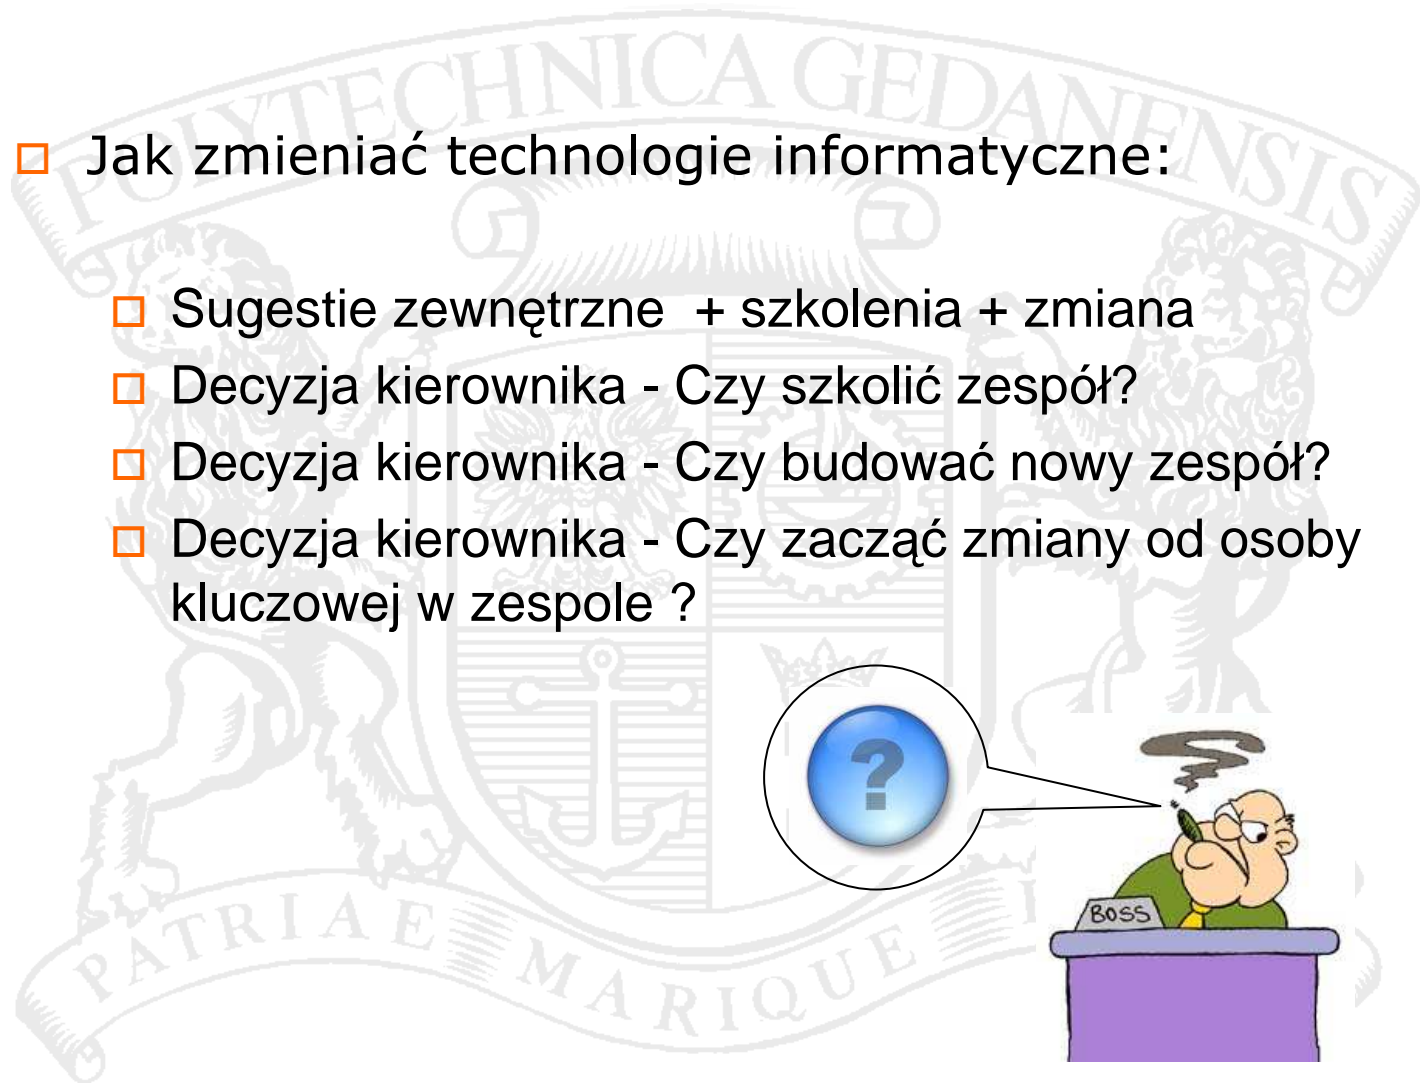 POLYTECHNICA GEDANENSIS
Jak zmieniać technologie informatyczne:
Sugestie zewnętrzne + szkolenia + zmiana
Decyzja kierownika - Czy szkolić zespół?
Decyzja kierownika - Czy budować nowy zespół?
Decyzja kierownika - Czy zacząć zmiany od osoby
kluczowej w zespole ?
?
BOSS
PATRIAE MARIQUE